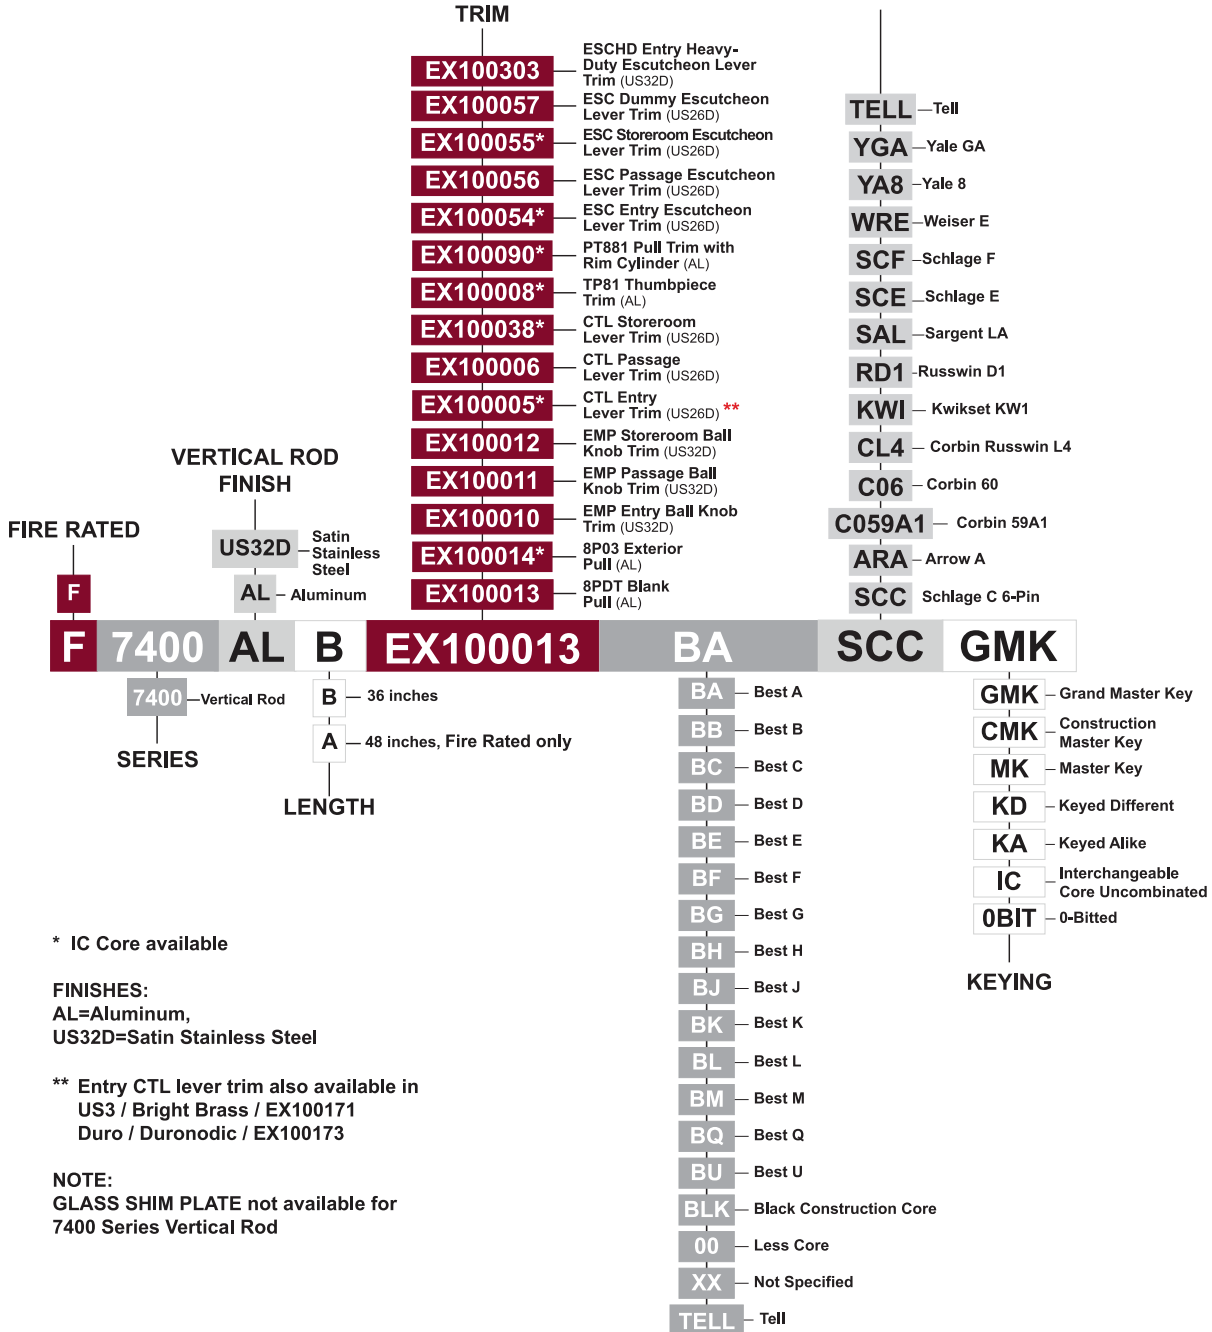 TRIM
EX100303
ESCHD Entry Heavy-
Duty Escutcheon Lever
Trim (US32D)
EX100057
ESC Dummy Escutcheon
Lever Trim (US26D)
EX100055*
ESC Storeroom Escutcheon
Lever Trim (US26D)
EX100056
ESC Passage Escutcheon
Lever Trim (US26D)
EX100054*
ESC Entry Escutcheon
Lever Trim (US26D)
EX100090*
PT881 Pull Trim with
Rim Cylinder (AL)
EX100008*
TP81 Thumbpiece
Trim (AL)
EX100038*
CTL Storeroom
Lever Trim (US26D)
EX100006
CTL Passage
Lever Trim (US26D)
EX100005*
CTL Entry
Lever Trim (US26D) **
EX100012
EMP Storeroom Ball
Knob Trim (US32D)
EX100011
EMP Passage Ball
Knob Trim (US32D)
EX100010
EMP Entry Ball Knob
Trim (US32D)
EX100014*
8P03 Exterior
Pull (AL)
EX100013
8PDT Blank
Pull (AL)
TELL Tell
YGA Yale GA
YA8 Yale 8
WRE Weiser E
SCF Schlage F
SCE Schlage E
SAL Sargent LA
RD1 Russwin D1
KWI Kwikset KW1
CL4 Corbin Russwin L4
C06 Corbin 60
C059A1 Corbin 59A1
ARA Arrow A
SCC Schlage C 6-Pin
VERTICAL ROD
FINISH
US32D
Satin
Stainless
Steel
AL Aluminum
FIRE RATED
F
F 7400 AL B EX100013 BA SCC GMK
7400 Vertical Rod
SERIES
B 36 inches
A 48 inches, Fire Rated only
LENGTH
BA Best A
BB Best B
BC Best C
BD Best D
BE Best E
BF Best F
BG Best G
BH Best H
BJ Best J
BK Best K
BL Best L
BM Best M
BQ Best Q
BU Best U
BLK Black Construction Core
00 Less Core
XX Not Specified
TELL Tell
GMK Grand Master Key
CMK Construction
Master Key
MK Master Key
KD Keyed Different
KA Keyed Alike
IC Interchangeable
Core Uncombinated
0BIT 0-Bitted
KEYING
* IC Core available
FINISHES:
AL=Aluminum,
US32D=Satin Stainless Steel
** Entry CTL lever trim also available in
US3 / Bright Brass / EX100171
Duro / Duronodic / EX100173
NOTE:
GLASS SHIM PLATE not available for
7400 Series Vertical Rod